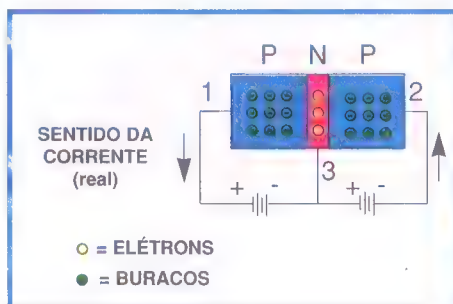 P N P
1 2
SENTIDO DA
CORRENTE
(real)
3
+ - + -
= ELÉTRONS
= BURACOS